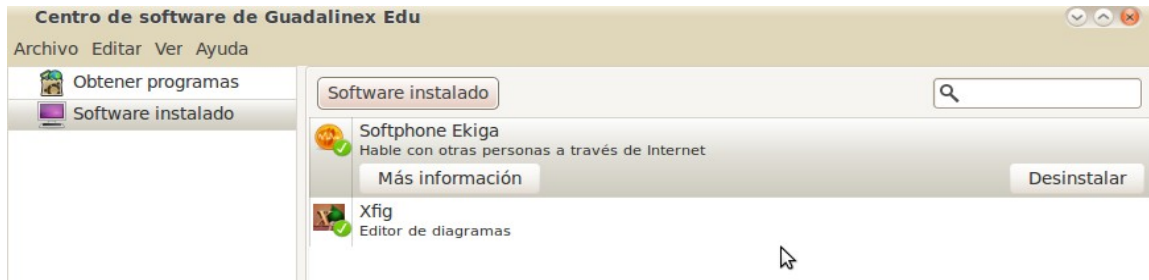 Centro de software de Guadalinex Edu
Archivo Editar Ver Ayuda
Obtener programas
Software instalado
Software instalado
Softphone Ekiga
Hable con otras personas a través de Internet
Más información
Desinstalar
Xfig
Editor de diagramas